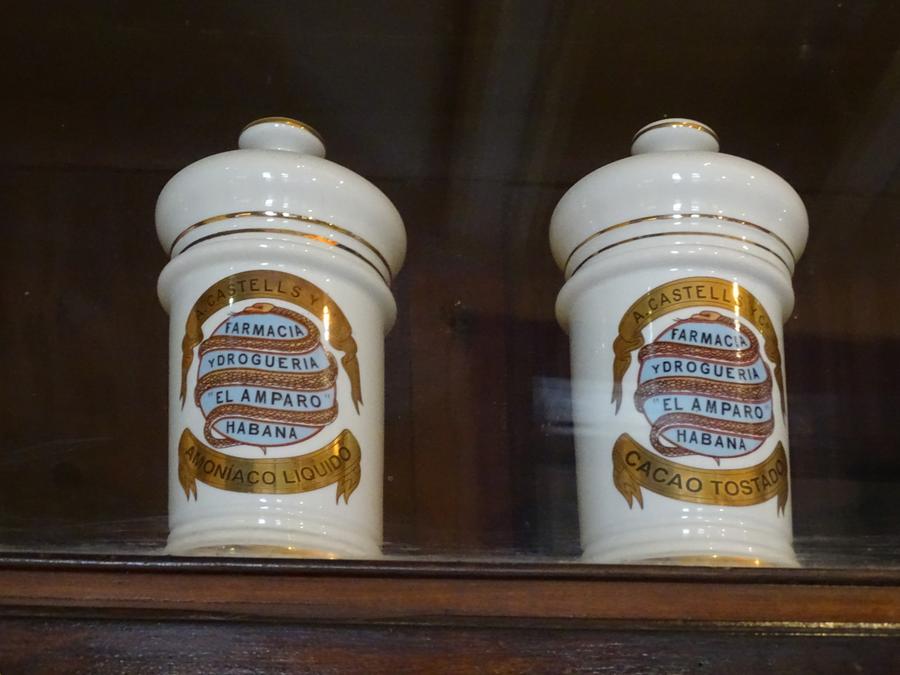 A. CASTELLS Y
FARMACIA
Y DROGUERIA
"EL AMPARO"
HABANA
AMONÍACO LIQUIDO
A. CASTELLS Y C.
FARMACIA
Y DROGUERIA
"EL AMPARO"
HABANA
CACAO TOSTADO